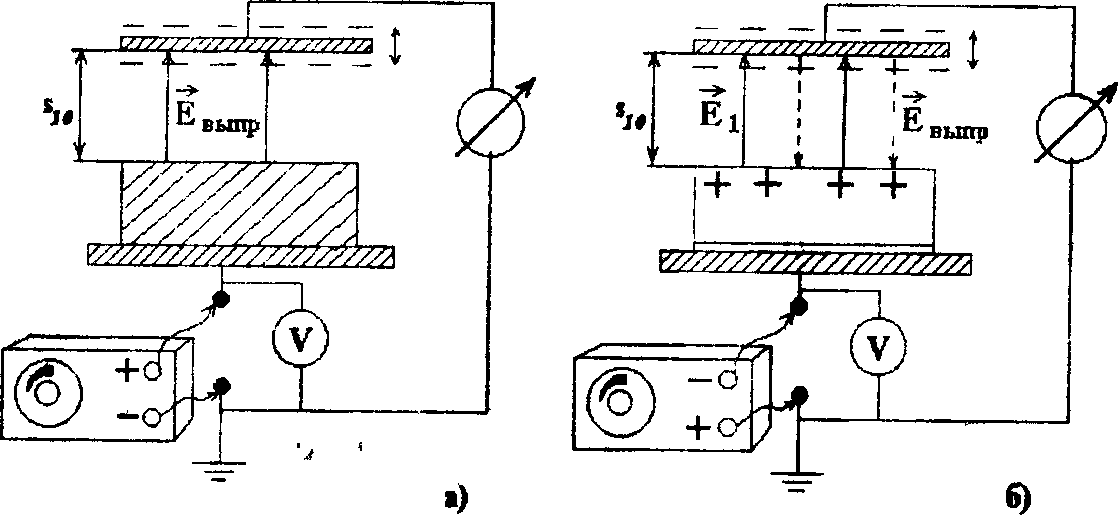 s₁₀
E⃗ выпр
V
+
−
а)
s₁₀
E⃗ 1
E⃗ выпр
+ + + +
V
−
+
б)